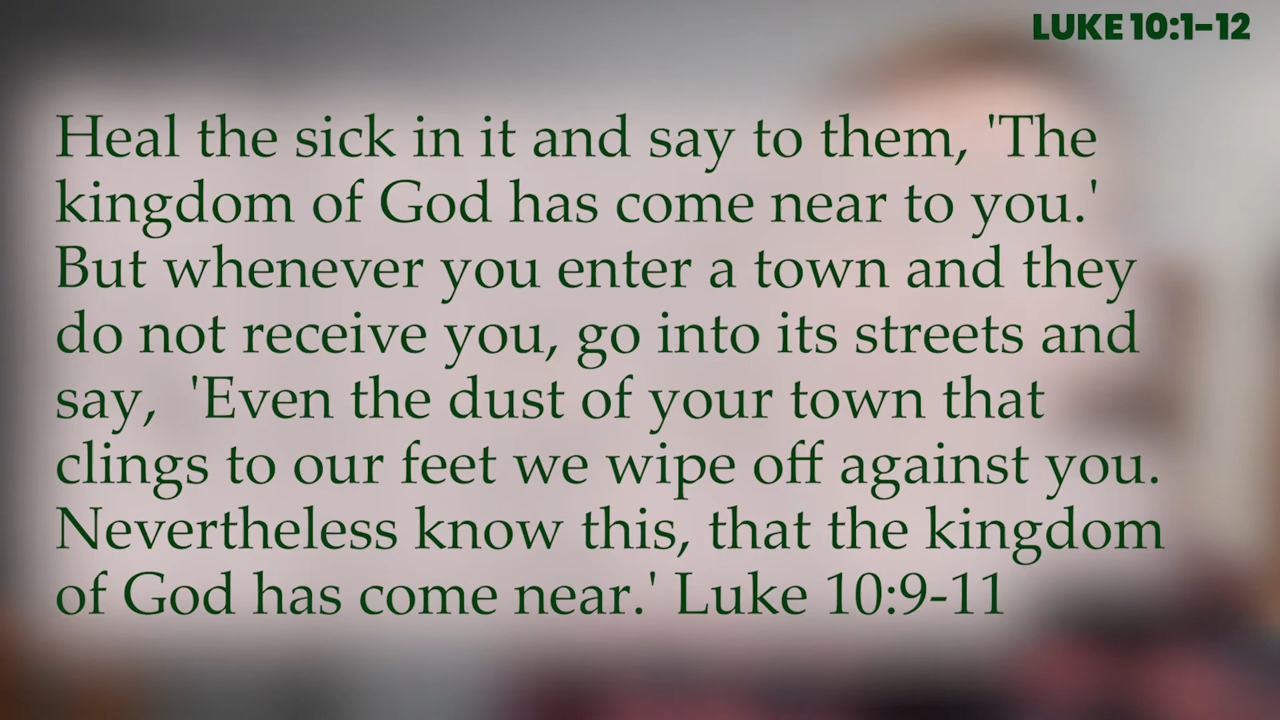 LUKE 10:1-12
Heal the sick in it and say to them, 'The
kingdom of God has come near to you.'
But whenever you enter a town and they
do not receive you, go into its streets and
say,  'Even the dust of your town that
clings to our feet we wipe off against you.
Nevertheless know this, that the kingdom
of God has come near.' Luke 10:9-11